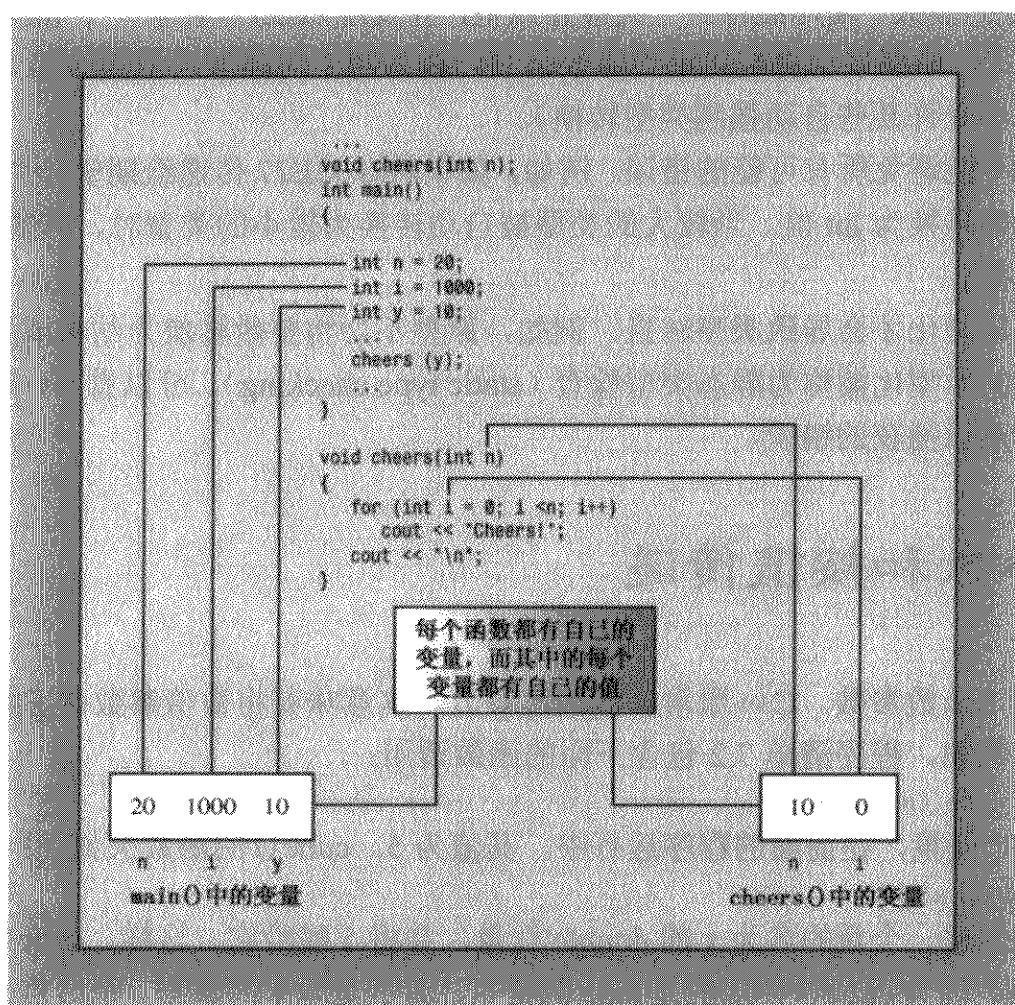 ...
void cheers(int n);
int main()
{
int n = 20;
int i = 1000;
int y = 10;
...
cheers (y);
...
}
void cheers(int n)
{
for (int i = 0; i <n; i++)
cout << "Cheers!";
cout << "\n";
}
每个函数都有自己的
变量，而其中的每个
变量都有自己的值
20 1000 10
n i y
main()中的变量
10 0
n i
cheers()中的变量